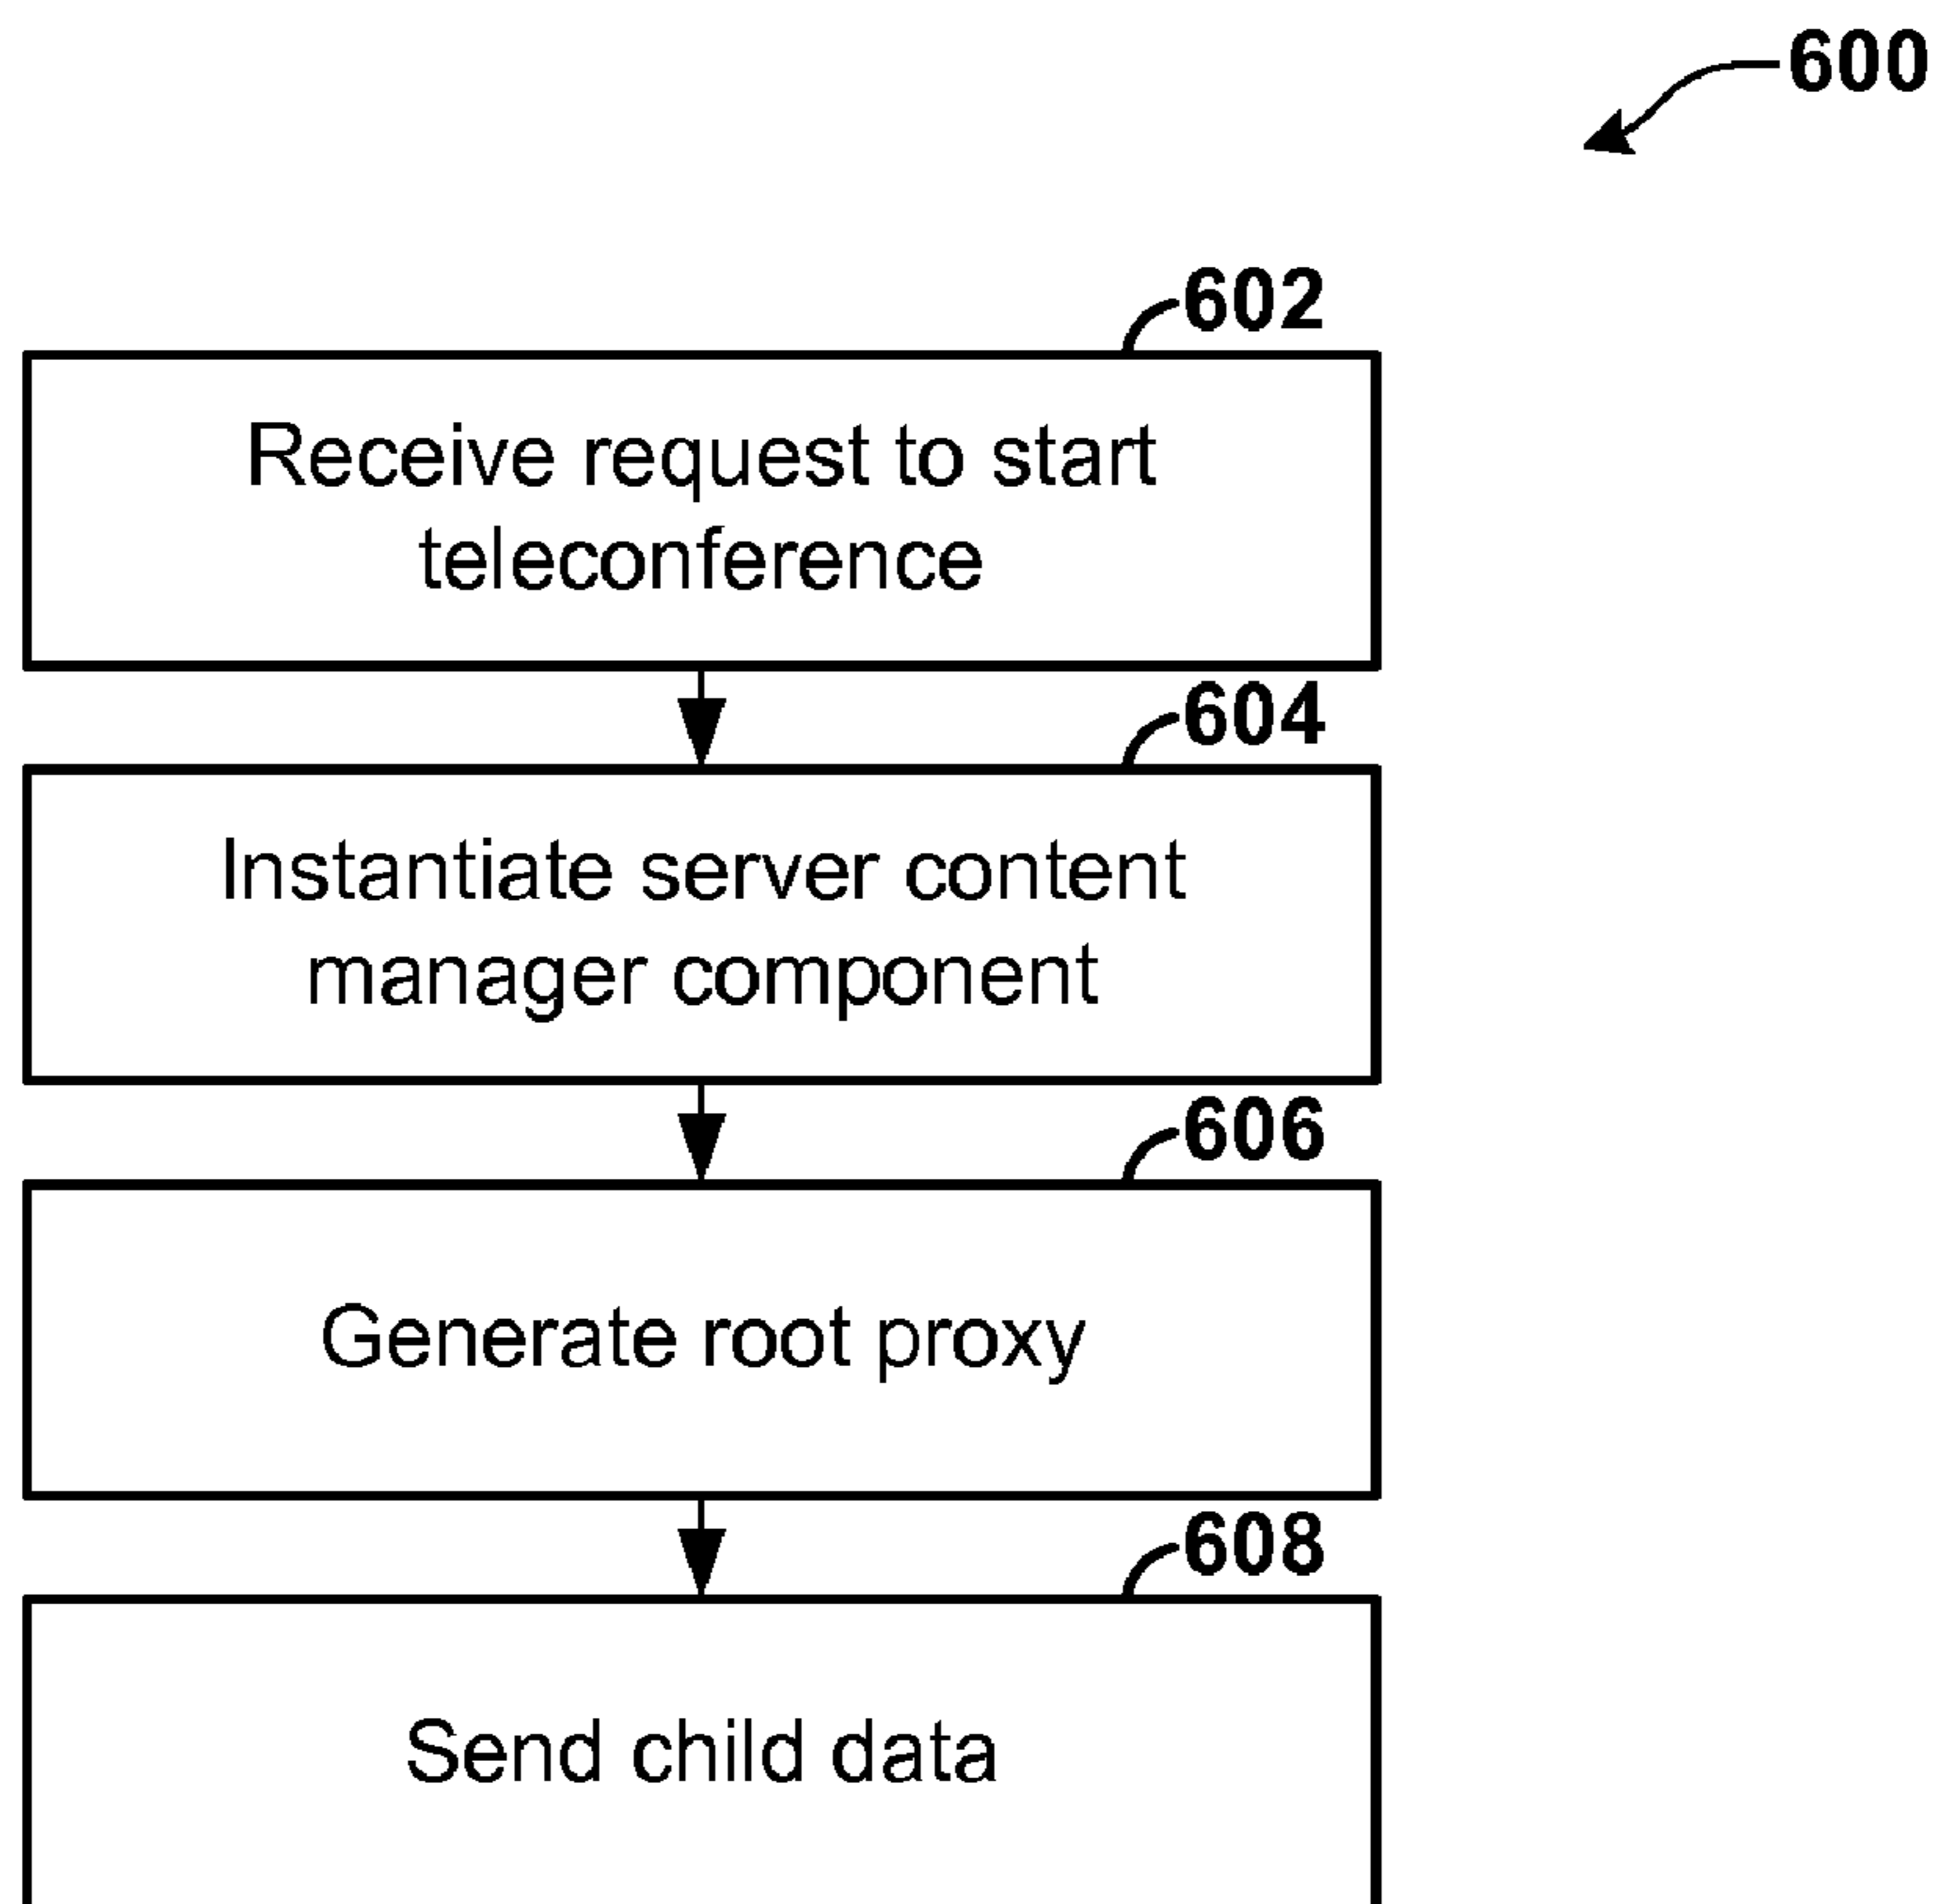 600
602
Receive request to start
teleconference
604
Instantiate server content
manager component
606
Generate root proxy
608
Send child data